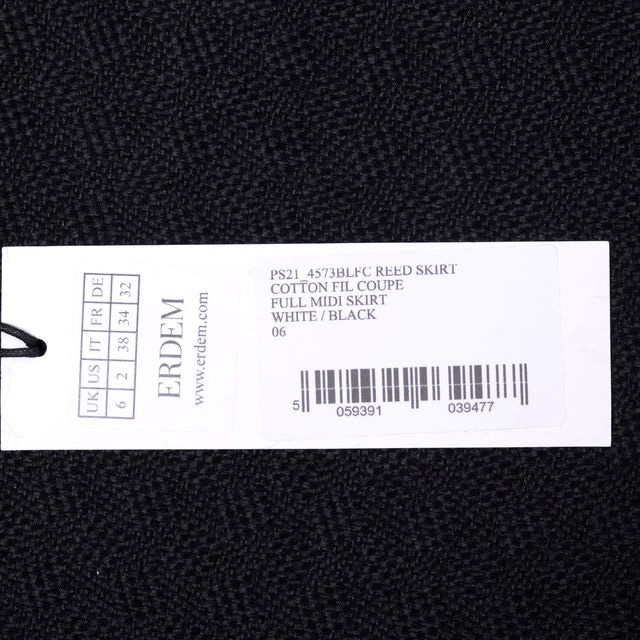 UK US IT FR DE
6 2 38 34 32
ERDEM
www.erdem.com
PS21_4573BLFC REED SKIRT
COTTON FIL COUPE
FULL MIDI SKIRT
WHITE / BLACK
06
5 059391 039477